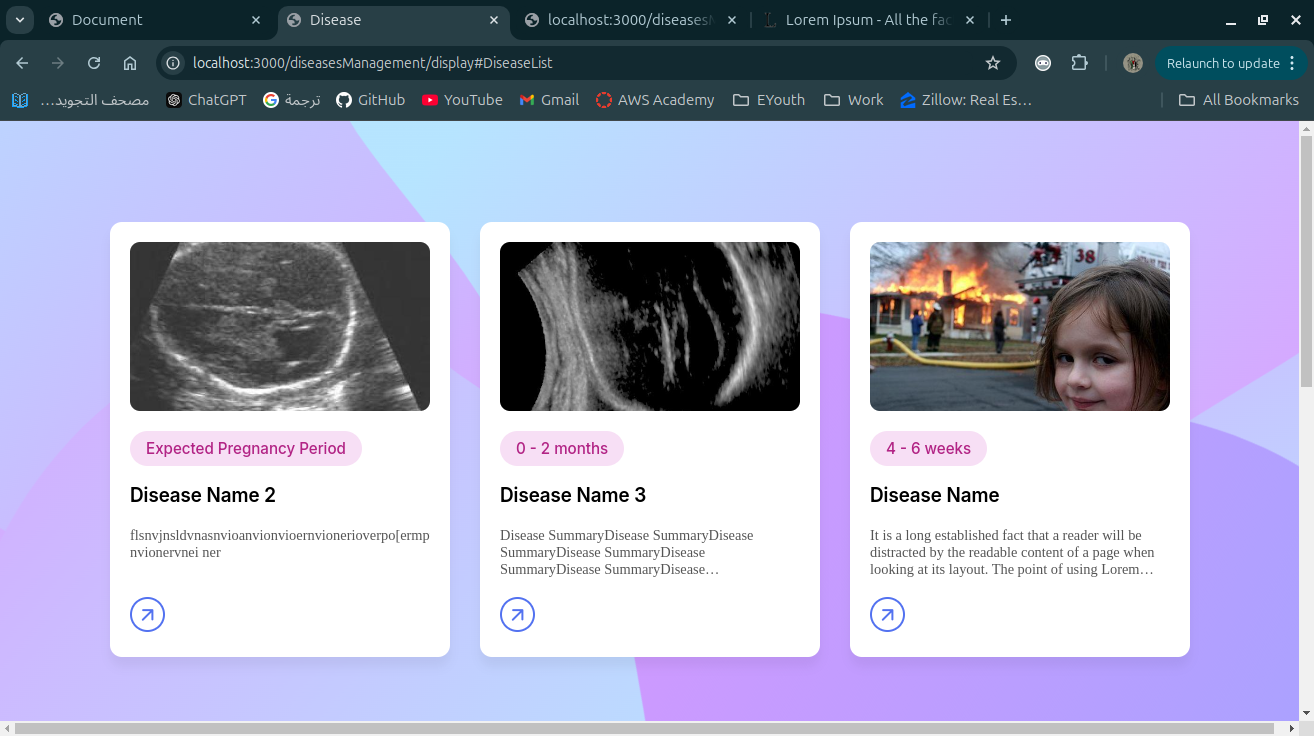 Document
Disease
localhost:3000/diseasesM
Lorem Ipsum - All the fac
localhost:3000/diseasesManagement/display#DiseaseList
Relaunch to update
مصحف التجويد...
ChatGPT
ترجمة
GitHub
YouTube
Gmail
AWS Academy
EYouth
Work
Zillow: Real Es...
All Bookmarks
38
Expected Pregnancy Period
0 - 2 months
4 - 6 weeks
Disease Name 2
Disease Name 3
Disease Name
flsnvjnsldvnasnvioanvionvioernvionerioverpo[ermp
nvionervnei ner
Disease SummaryDisease SummaryDisease
SummaryDisease SummaryDisease
SummaryDisease SummaryDisease…
It is a long established fact that a reader will be
distracted by the readable content of a page when
looking at its layout. The point of using Lorem…